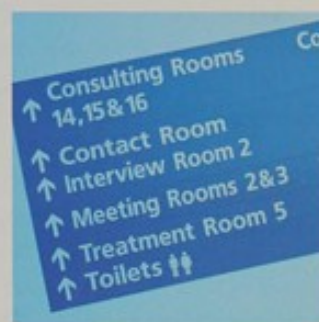 Consulting Rooms
14,15&16
Contact Room
Interview Room 2
Meeting Rooms 2&3
Treatment Room 5
Toilets